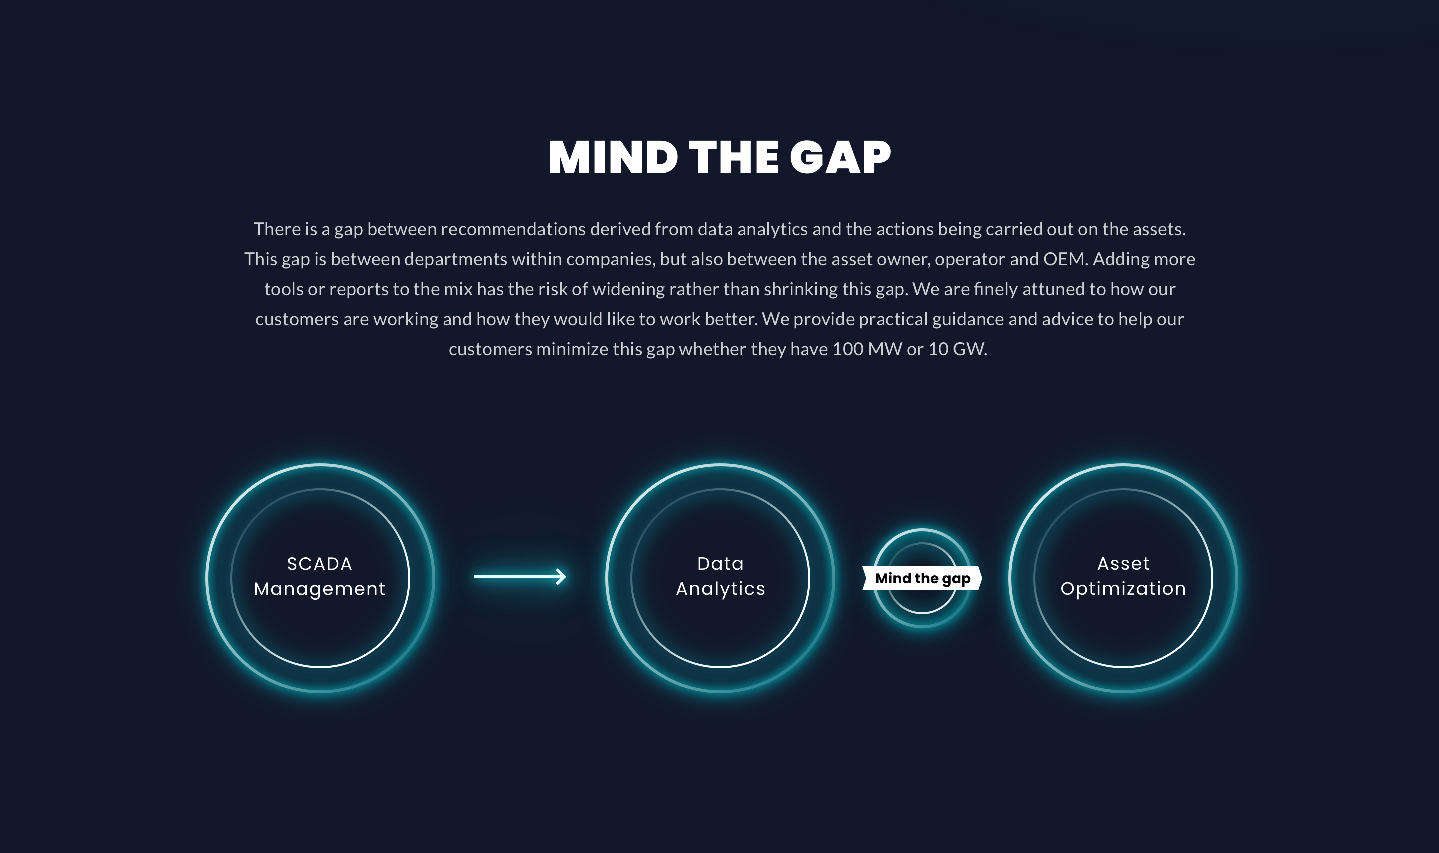 MIND THE GAP
There is a gap between recommendations derived from data analytics and the actions being carried out on the assets.
This gap is between departments within companies, but also between the asset owner, operator and OEM. Adding more
tools or reports to the mix has the risk of widening rather than shrinking this gap. We are finely attuned to how our
customers are working and how they would like to work better. We provide practical guidance and advice to help our
customers minimize this gap whether they have 100 MW or 10 GW.
SCADA
Management
Data
Analytics
Mind the gap
Asset
Optimization